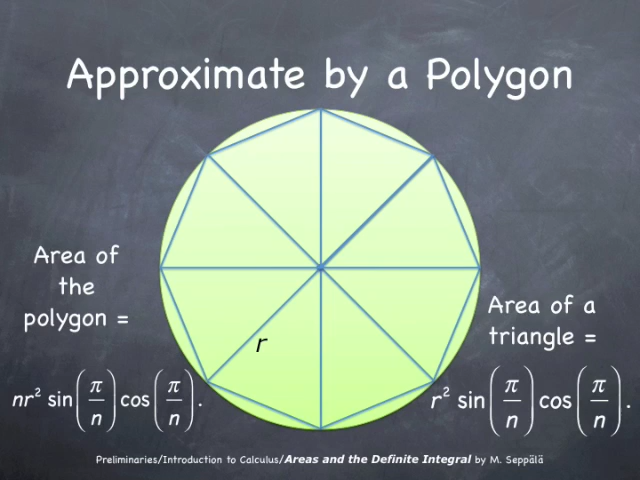 Approximate by a Polygon
Area of
the
polygon =
nr² sin(π/n) cos(π/n).
r
Area of a
triangle =
r² sin(π/n) cos(π/n).
Preliminaries/Introduction to Calculus/Areas and the Definite Integral by M. Seppälä